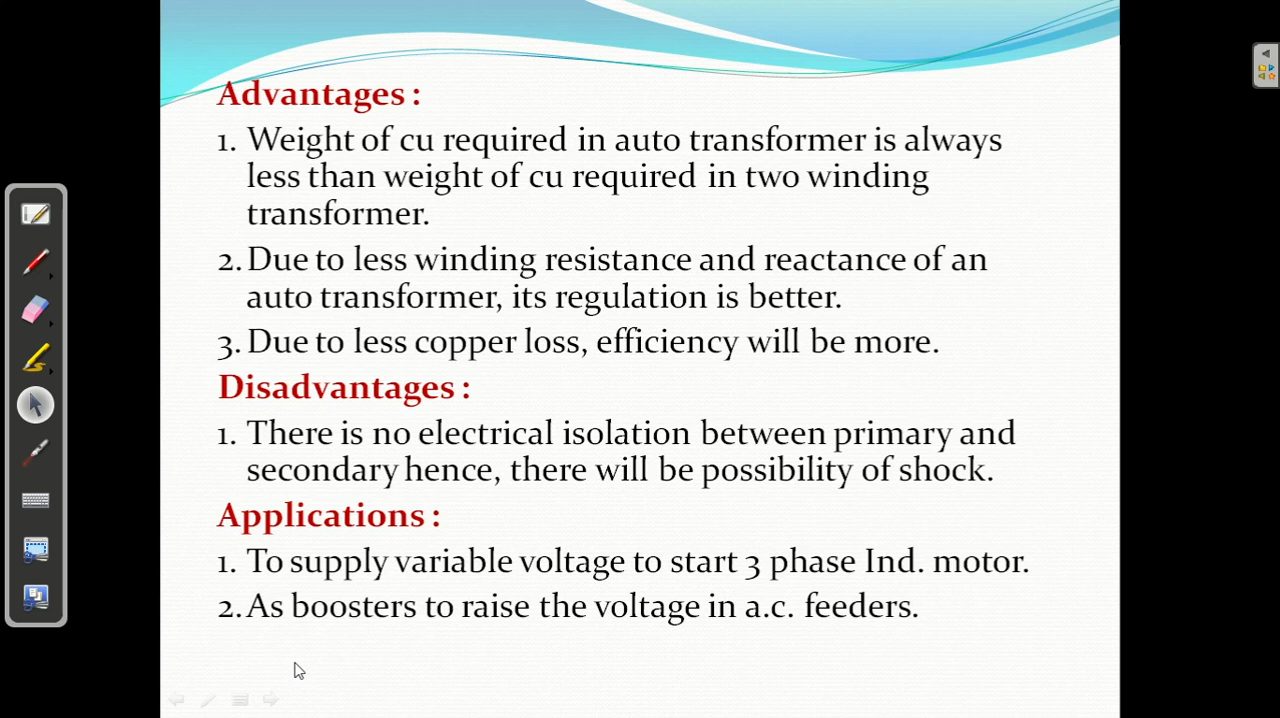 Advantages :
1. Weight of cu required in auto transformer is always
less than weight of cu required in two winding
transformer.
2. Due to less winding resistance and reactance of an
auto transformer, its regulation is better.
3. Due to less copper loss, efficiency will be more.
Disadvantages :
1. There is no electrical isolation between primary and
secondary hence, there will be possibility of shock.
Applications :
1. To supply variable voltage to start 3 phase Ind. motor.
2. As boosters to raise the voltage in a.c. feeders.